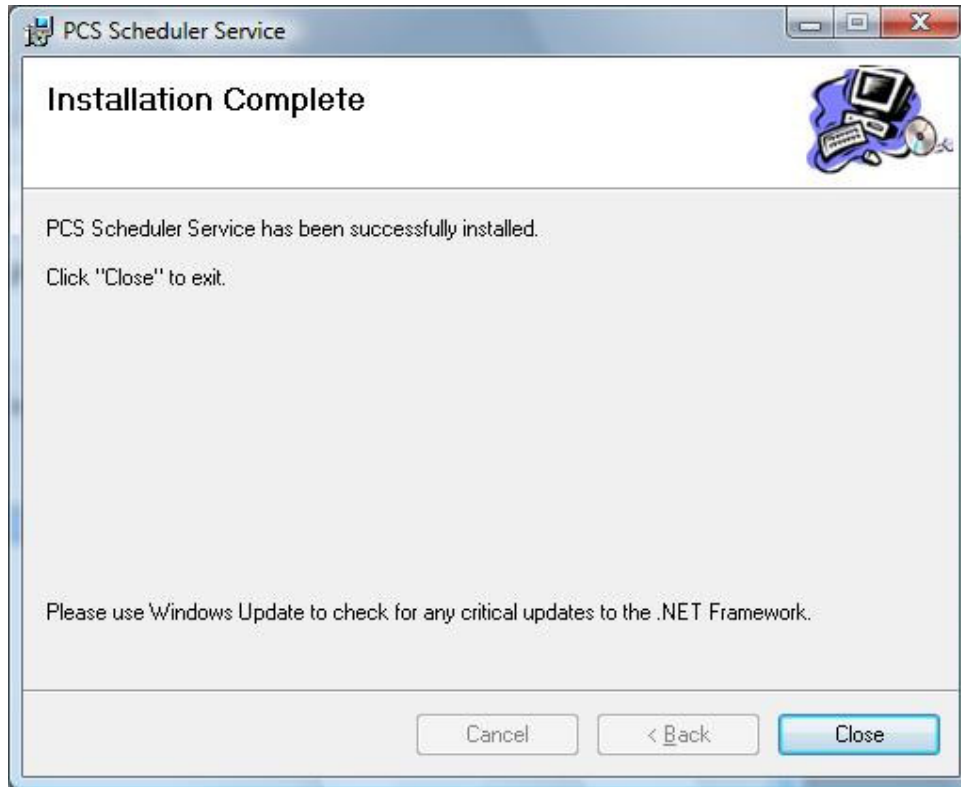 PCS Scheduler Service
Installation Complete
PCS Scheduler Service has been successfully installed.
Click "Close" to exit.
Please use Windows Update to check for any critical updates to the .NET Framework.
Cancel
< Back
Close